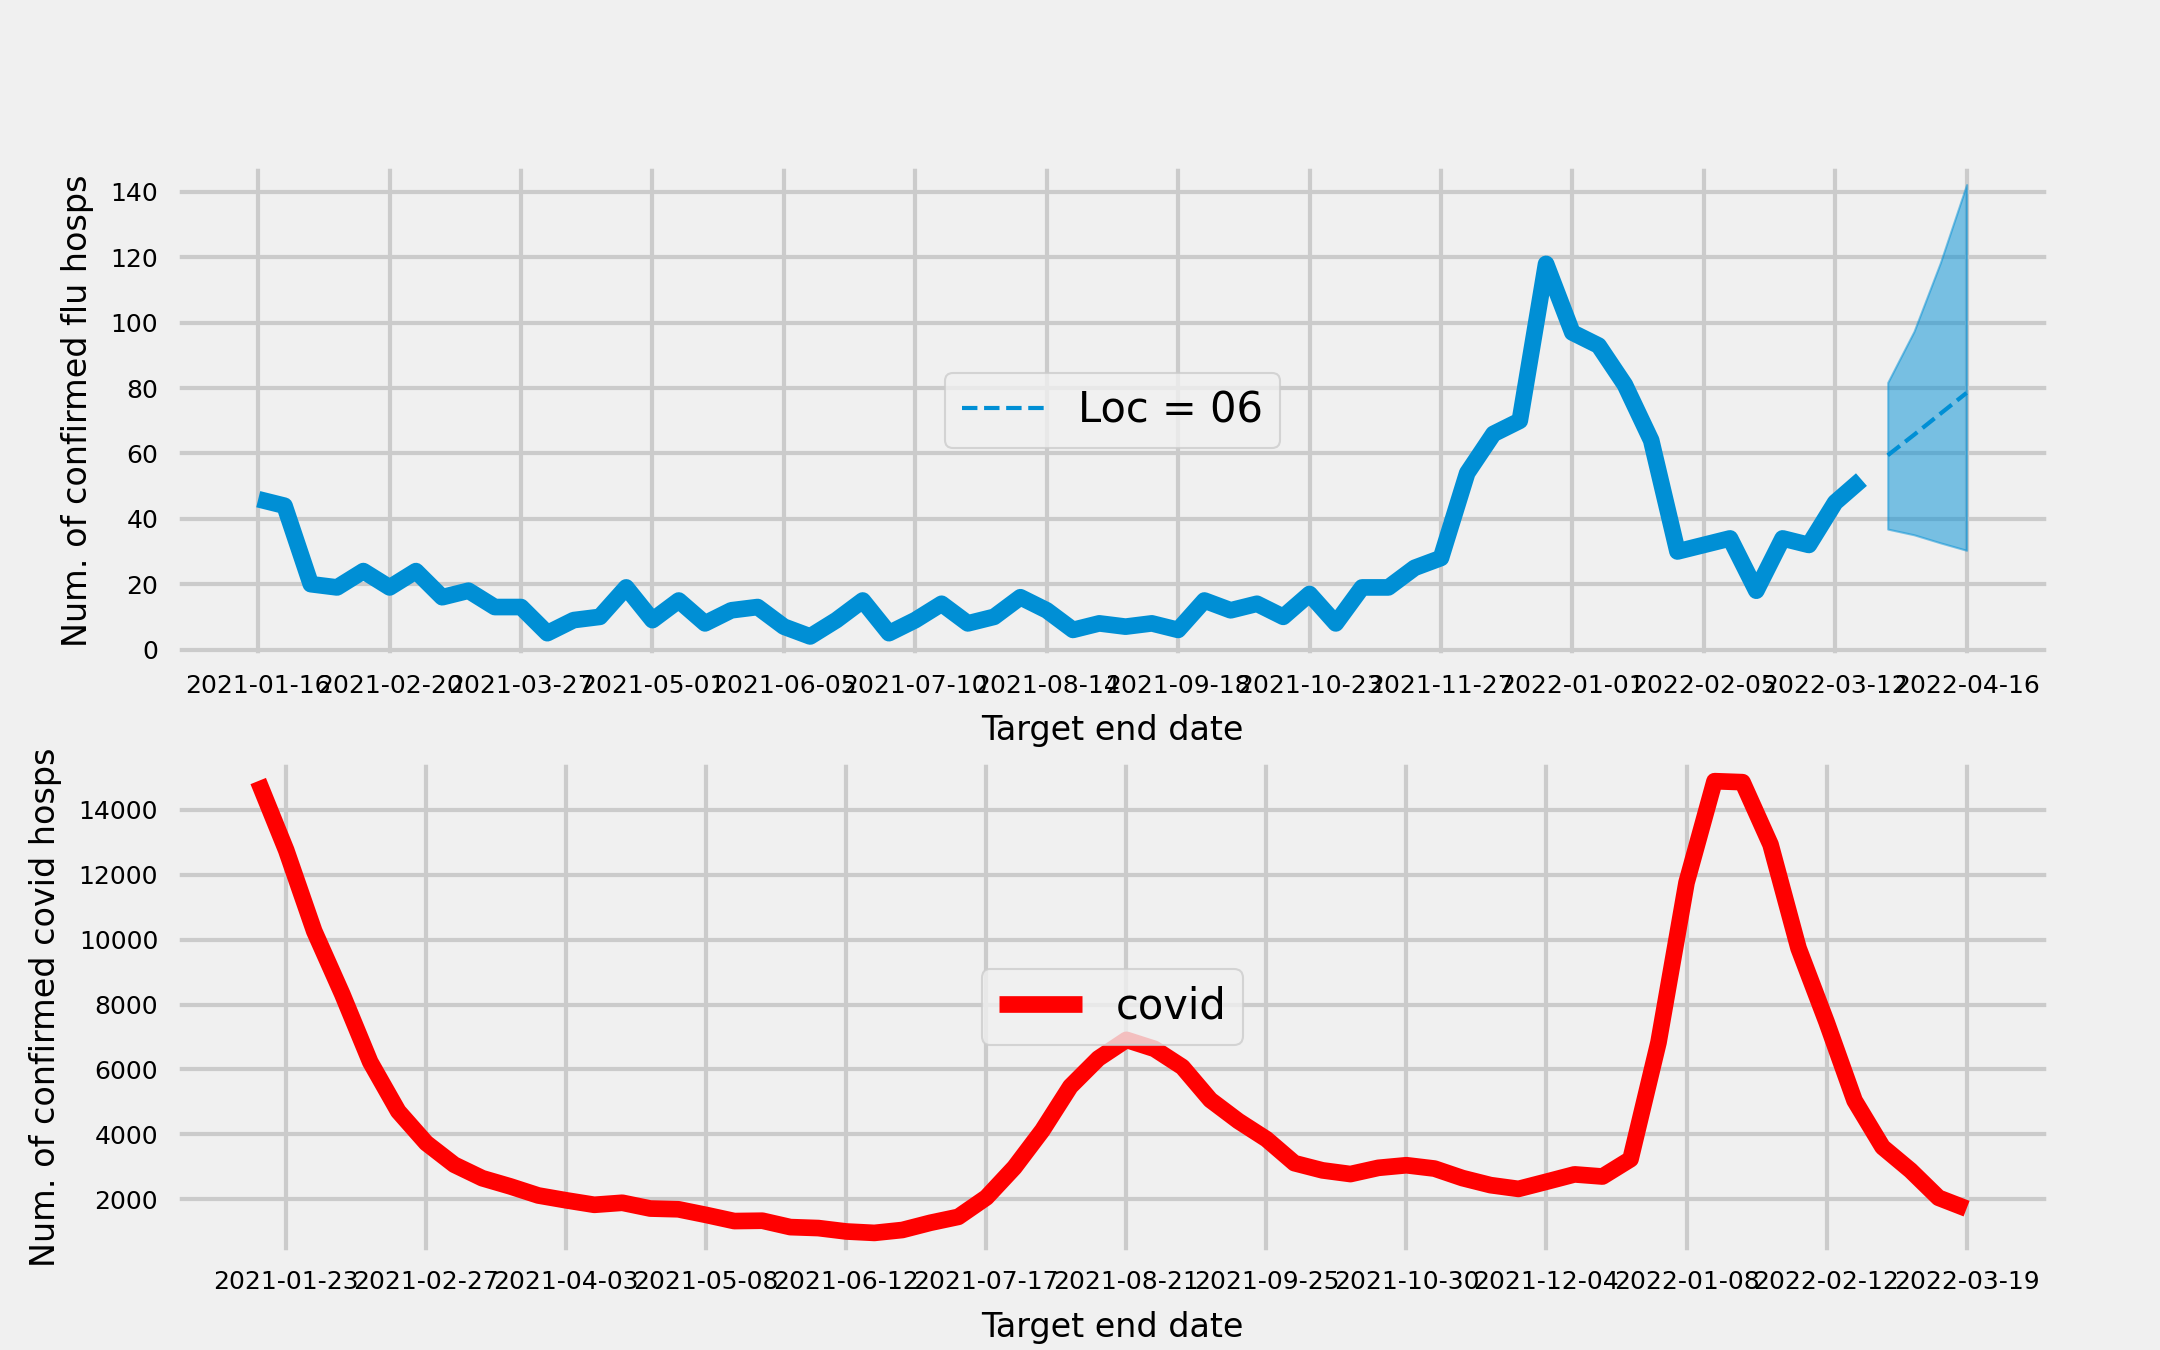 Num. of confirmed flu hosps
140
120
100
80
60
40
20
0
Loc = 06
2021-01-16 2021-02-20 2021-03-27 2021-05-01 2021-06-05 2021-07-10 2021-08-14 2021-09-18 2021-10-23 2021-11-27 2022-01-01 2022-02-05 2022-03-12 2022-04-16
Target end date
Num. of confirmed covid hosps
14000
12000
10000
8000
6000
4000
2000
covid
2021-01-23 2021-02-27 2021-04-03 2021-05-08 2021-06-12 2021-07-17 2021-08-21 2021-09-25 2021-10-30 2021-12-04 2022-01-08 2022-02-12 2022-03-19
Target end date